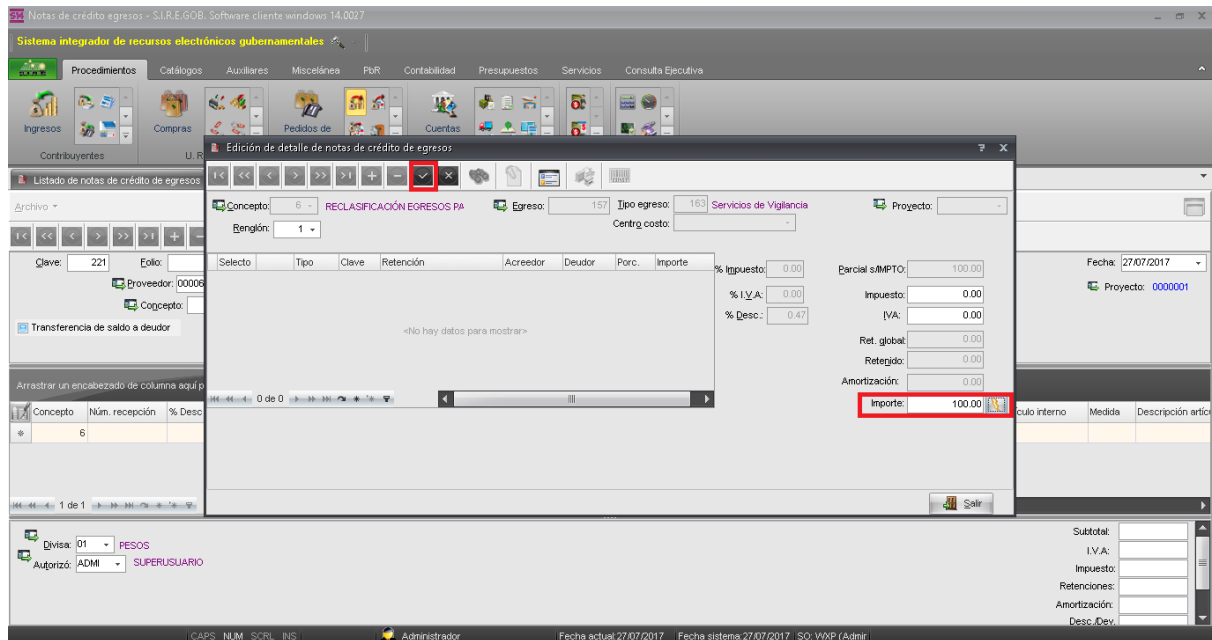 Notas de crédito egresos - S.I.R.E.GOB. Software cliente windows 14.0027
Sistema integrador de recursos electrónicos gubernamentales
Procedimientos Catálogos Auxiliares Miscelánea PbR Contabilidad Presupuestos Servicios Consulta Ejecutiva
Ingresos Compras Pedidos de Cuentas
Contribuyentes U. R
Edición de detalle de notas de crédito de egresos
Listado de notas de crédito de egresos
Archivo
Concepto: 6 RECLASIFICACIÓN EGRESOS PA Egreso: 157 Tipo egreso: 163 Servicios de Vigilancia Proyecto:
Renglón: 1 Centro costo:
Clave: 221 Folio: Fecha: 27/07/2017
Proveedor: 00006 Proyecto: 0000001
Concepto:
Transferencia de saldo a deudor
Selecto Tipo Clave Retención Acreedor Deudor Porc. Importe
<No hay datos para mostrar>
0 de 0
% Impuesto: 0.00 Parcial s/IMPTO: 100.00
% I.V.A: 0.00 Impuesto: 0.00
% Desc.: 0.47 IVA: 0.00
Ret. global: 0.00
Retenido: 0.00
Amortización: 0.00
Importe: 100.00
Salir
Arrastrar un encabezado de columna aquí p
Concepto Núm. recepción % Desc culo interno Medida Descripción artíc
6
1 de 1
Divisa: 01 PESOS
Autorizó: ADMI SUPERUSUARIO
Subtotal:
I.V.A:
Impuesto:
Retenciones:
Amortización:
Desc./Dev.
CAPS NUM SCRL INS Administrador Fecha actual:27/07/2017 Fecha sistema:27/07/2017 SO: WXP (Admir